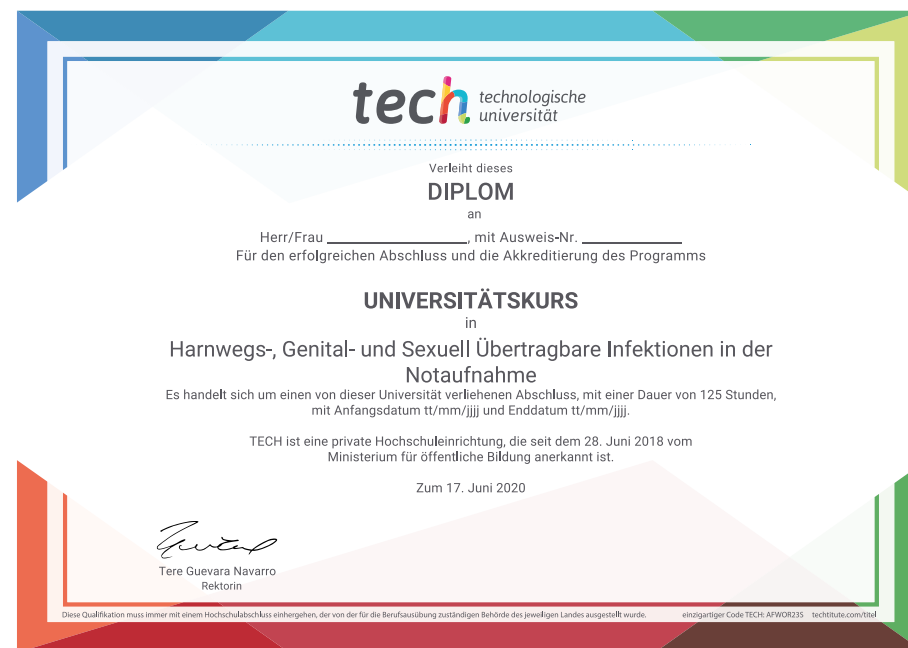 tech technologische
universität
Verleiht dieses
DIPLOM
an
Herr/Frau ____________________, mit Ausweis-Nr. ______________
Für den erfolgreichen Abschluss und die Akkreditierung des Programms
UNIVERSITÄTSKURS
in
Harnwegs-, Genital- und Sexuell Übertragbare Infektionen in der
Notaufnahme
Es handelt sich um einen von dieser Universität verliehenen Abschluss, mit einer Dauer von 125 Stunden,
mit Anfangsdatum tt/mm/jjjj und Enddatum tt/mm/jjjj.
TECH ist eine private Hochschuleinrichtung, die seit dem 28. Juni 2018 vom
Ministerium für öffentliche Bildung anerkannt ist.
Zum 17. Juni 2020
Tere Guevara Navarro
Rektorin
Diese Qualifikation muss immer mit einem Hochschulabschluss einhergehen, der von der für die Berufsausübung zuständigen Behörde des jeweiligen Landes ausgestellt wurde. einzigartiger Code TECH: AFWOR23S techtitute.com/titel